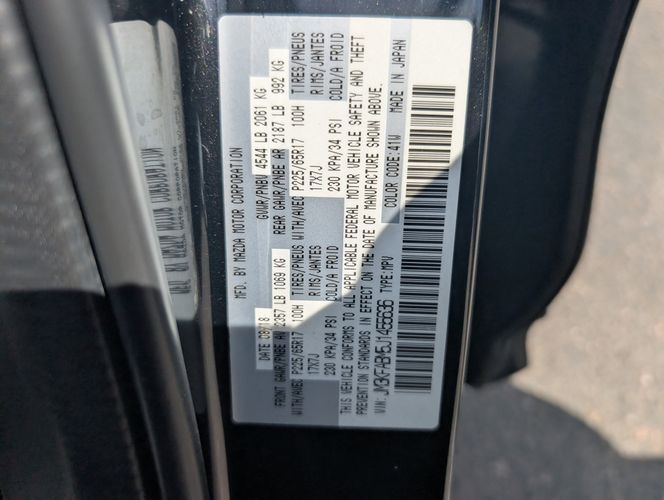 MFD. BY MAZDA MOTOR CORPORATION
DATE 08/18 GVWR/PNBV 4544 LB 2061 KG
FRONT GAWR/PNBE AV 2357 LB 1069 KG REAR GAWR/PNBE AR 2187 LB 992 KG
WITH/AVEC P225/65R17 100H TIRES/PNEUS WITH/AVEC P225/65R17 100H TIRES/PNEUS
17X7J RIMS/JANTES 17X7J RIMS/JANTES
230 KPA/34 PSI COLD/A FROID 230 KPA/34 PSI COLD/A FROID
THIS VEHICLE CONFORMS TO ALL APPLICABLE FEDERAL MOTOR VEHICLE SAFETY AND THEFT
PREVENTION STANDARDS IN EFFECT ON THE DATE OF MANUFACTURE SHOWN ABOVE.
VIN: JM3KFABM5J1455636 TYPE:MPV COLOR CODE:41W MADE IN JAPAN